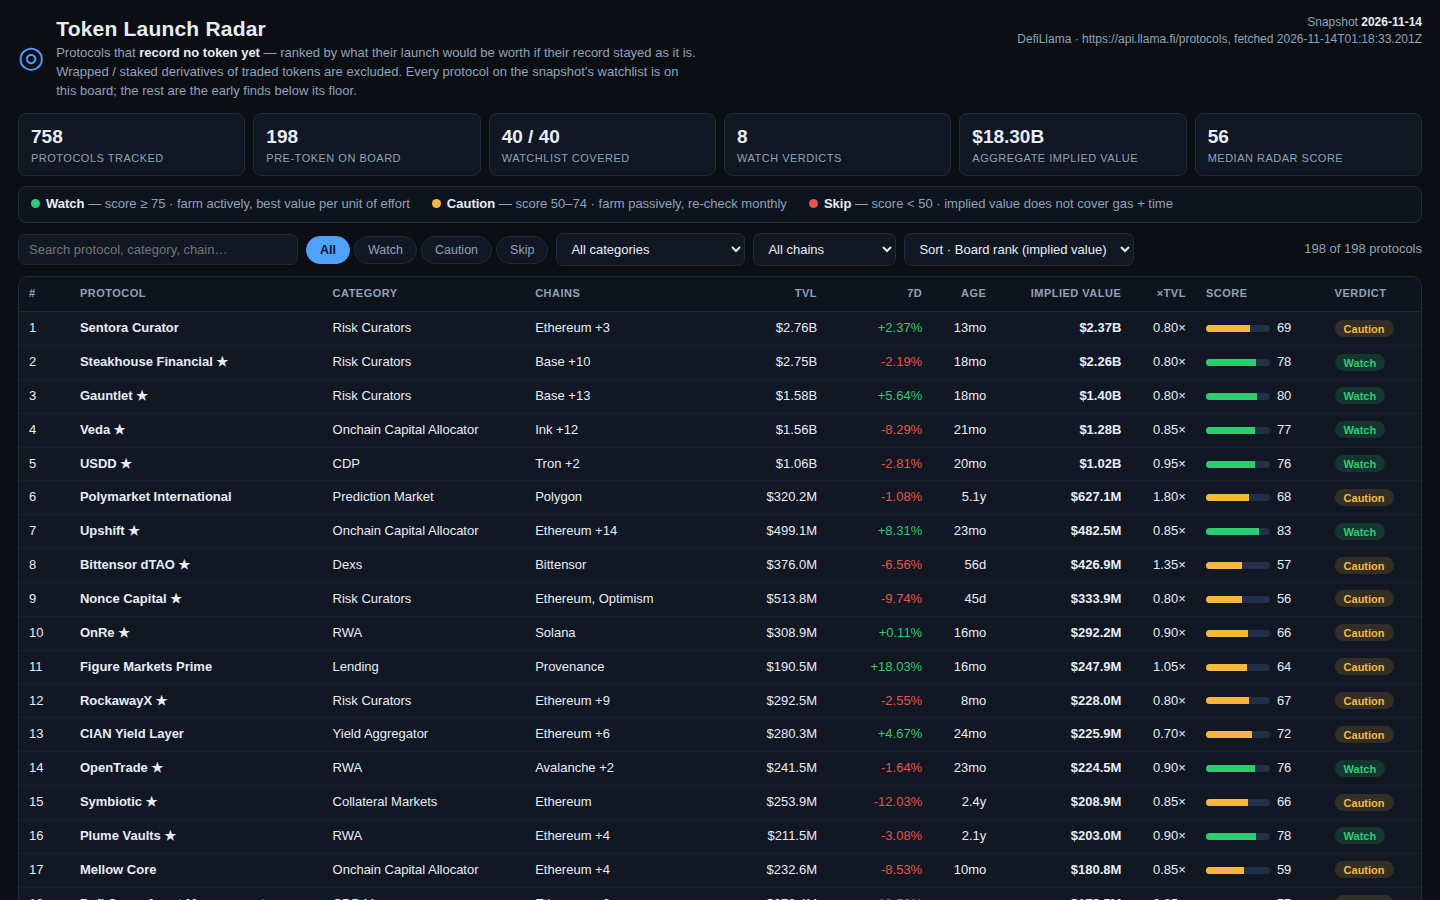 Token Launch Radar
Protocols that record no token yet — ranked by what their launch would be worth if their record stayed as it is.
Wrapped / staked derivatives of traded tokens are excluded. Every protocol on the snapshot's watchlist is on
this board; the rest are the early finds below its floor.
Snapshot 2026-11-14
DefiLlama · https://api.llama.fi/protocols, fetched 2026-11-14T01:18:33.201Z
758
PROTOCOLS TRACKED
198
PRE-TOKEN ON BOARD
40 / 40
WATCHLIST COVERED
8
WATCH VERDICTS
$18.30B
AGGREGATE IMPLIED VALUE
56
MEDIAN RADAR SCORE
Watch — score ≥ 75 · farm actively, best value per unit of effort Caution — score 50–74 · farm passively, re-check monthly Skip — score < 50 · implied value does not cover gas + time
Search protocol, category, chain… All Watch Caution Skip All categories All chains Sort · Board rank (implied value) 198 of 198 protocols
# PROTOCOL CATEGORY CHAINS TVL 7D AGE IMPLIED VALUE ×TVL SCORE VERDICT
1 Sentora Curator Risk Curators Ethereum +3 $2.76B +2.37% 13mo $2.37B 0.80× 69 Caution
2 Steakhouse Financial ★ Risk Curators Base +10 $2.75B -2.19% 18mo $2.26B 0.80× 78 Watch
3 Gauntlet ★ Risk Curators Base +13 $1.58B +5.64% 18mo $1.40B 0.80× 80 Watch
4 Veda ★ Onchain Capital Allocator Ink +12 $1.56B -8.29% 21mo $1.28B 0.85× 77 Watch
5 USDD ★ CDP Tron +2 $1.06B -2.81% 20mo $1.02B 0.95× 76 Watch
6 Polymarket International Prediction Market Polygon $320.2M -1.08% 5.1y $627.1M 1.80× 68 Caution
7 Upshift ★ Onchain Capital Allocator Ethereum +14 $499.1M +8.31% 23mo $482.5M 0.85× 83 Watch
8 Bittensor dTAO ★ Dexs Bittensor $376.0M -6.56% 56d $426.9M 1.35× 57 Caution
9 Nonce Capital ★ Risk Curators Ethereum, Optimism $513.8M -9.74% 45d $333.9M 0.80× 56 Caution
10 OnRe ★ RWA Solana $308.9M +0.11% 16mo $292.2M 0.90× 66 Caution
11 Figure Markets Prime Lending Provenance $190.5M +18.03% 16mo $247.9M 1.05× 64 Caution
12 RockawayX ★ Risk Curators Ethereum +9 $292.5M -2.55% 8mo $228.0M 0.80× 67 Caution
13 CIAN Yield Layer Yield Aggregator Ethereum +6 $280.3M +4.67% 24mo $225.9M 0.70× 72 Caution
14 OpenTrade ★ RWA Avalanche +2 $241.5M -1.64% 23mo $224.5M 0.90× 76 Watch
15 Symbiotic ★ Collateral Markets Ethereum $253.9M -12.03% 2.4y $208.9M 0.85× 66 Caution
16 Plume Vaults ★ RWA Ethereum +4 $211.5M -3.08% 2.1y $203.0M 0.90× 78 Watch
17 Mellow Core Onchain Capital Allocator Ethereum +4 $232.6M -8.53% 10mo $180.8M 0.85× 59 Caution